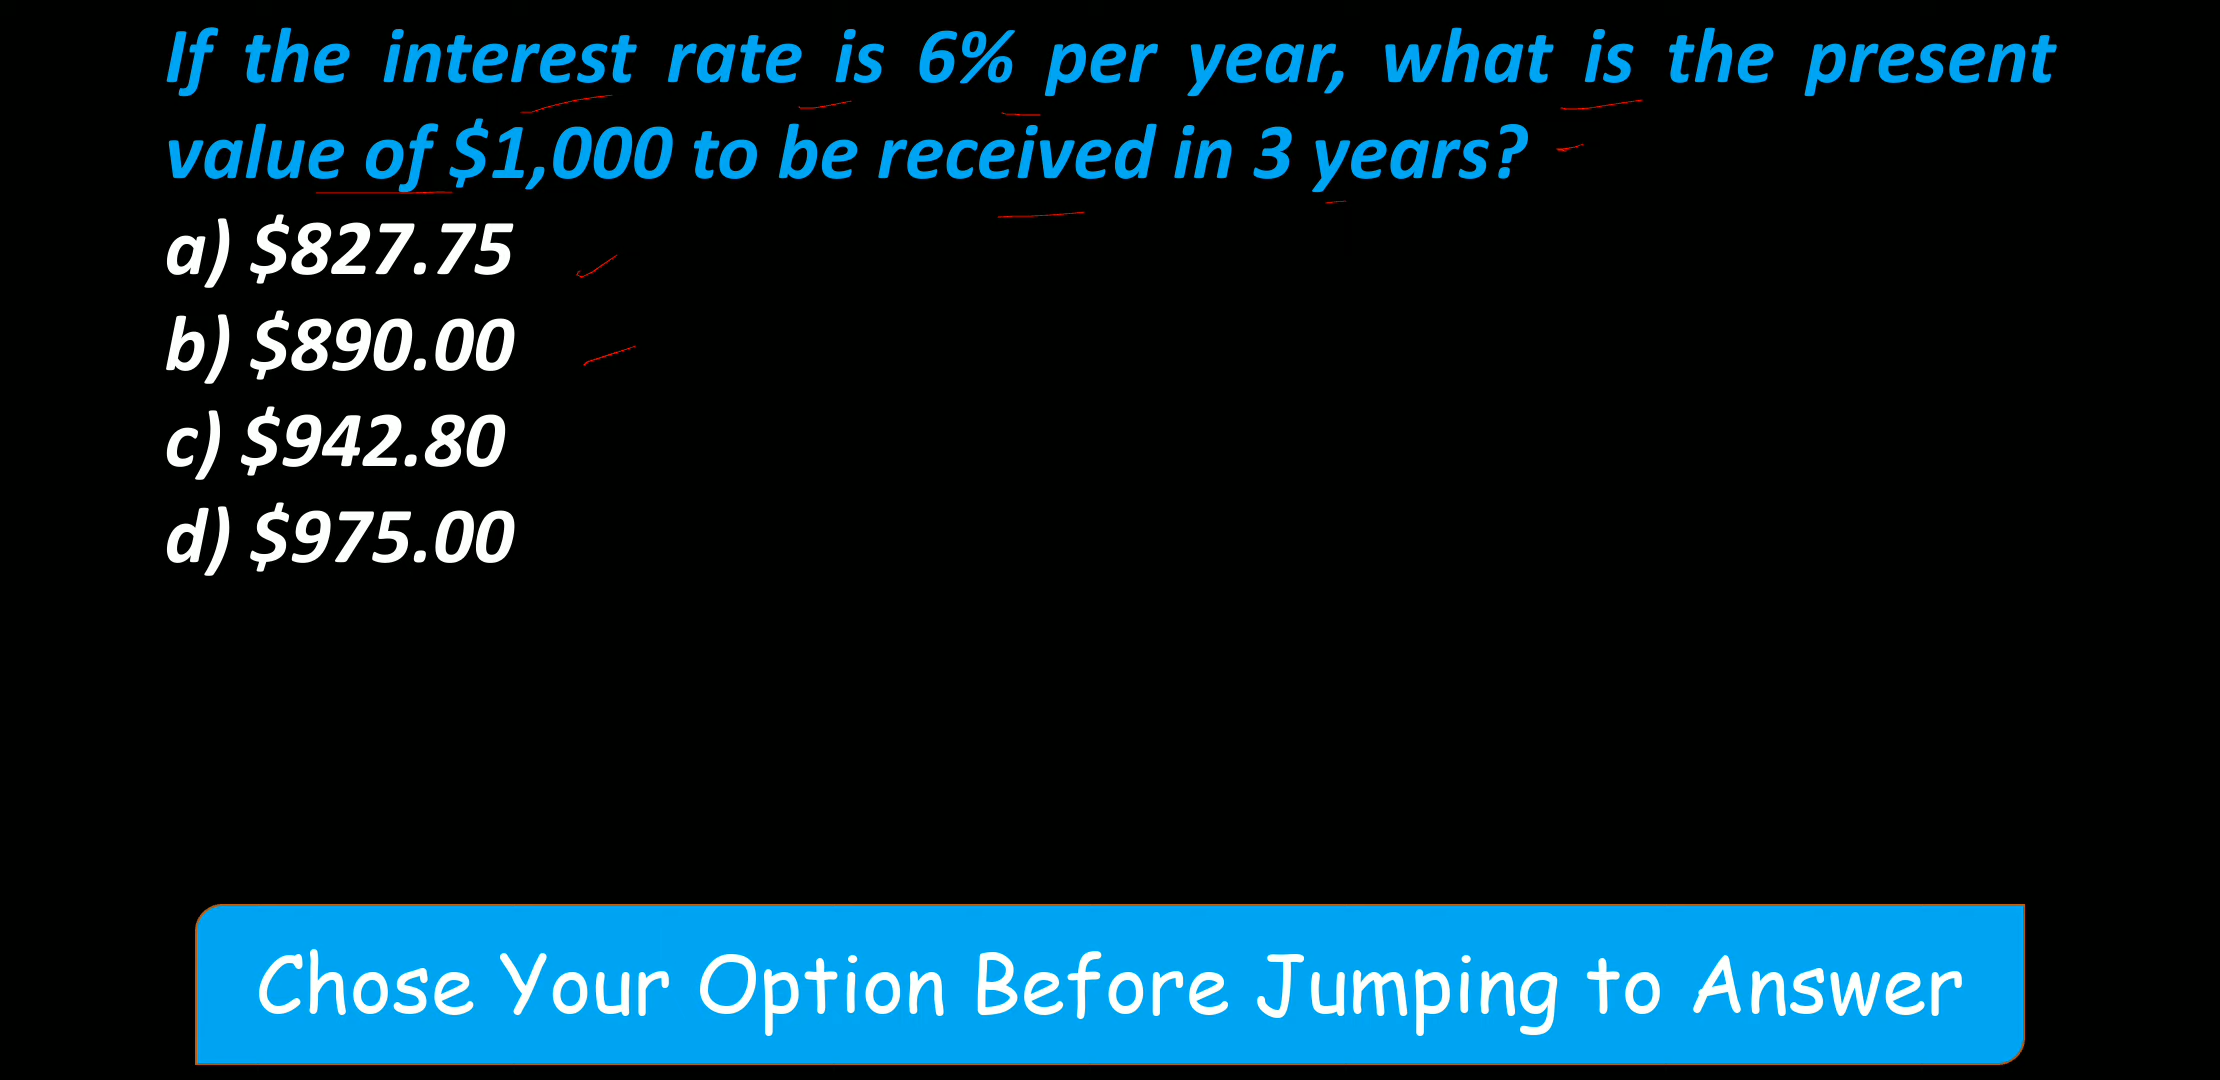 If the interest rate is 6% per year, what is the present
value of $1,000 to be received in 3 years?
a) $827.75
b) $890.00
c) $942.80
d) $975.00
Chose Your Option Before Jumping to Answer